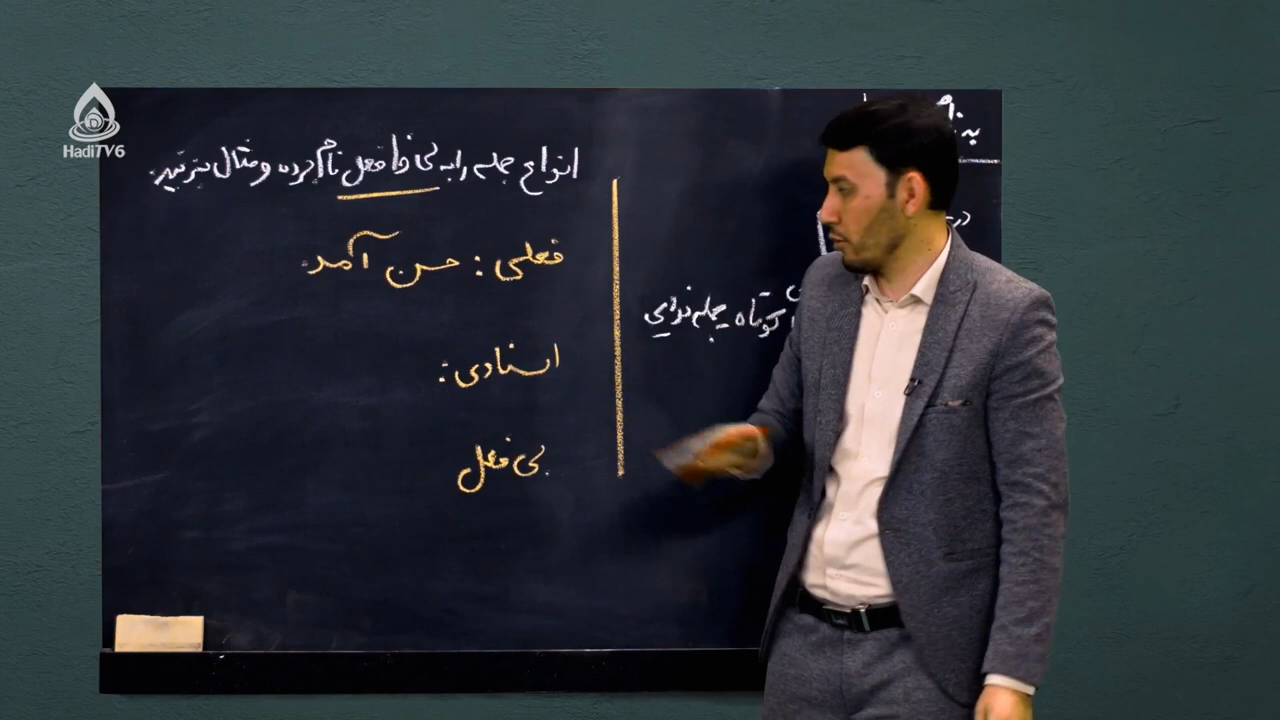 HadiTV6
انواع جمله را به لحاظ فعل نام برده و مثال بزنید
فعلی : حسن آمد
اسنادی :
بی فعل
کوتاه جمله ندایی